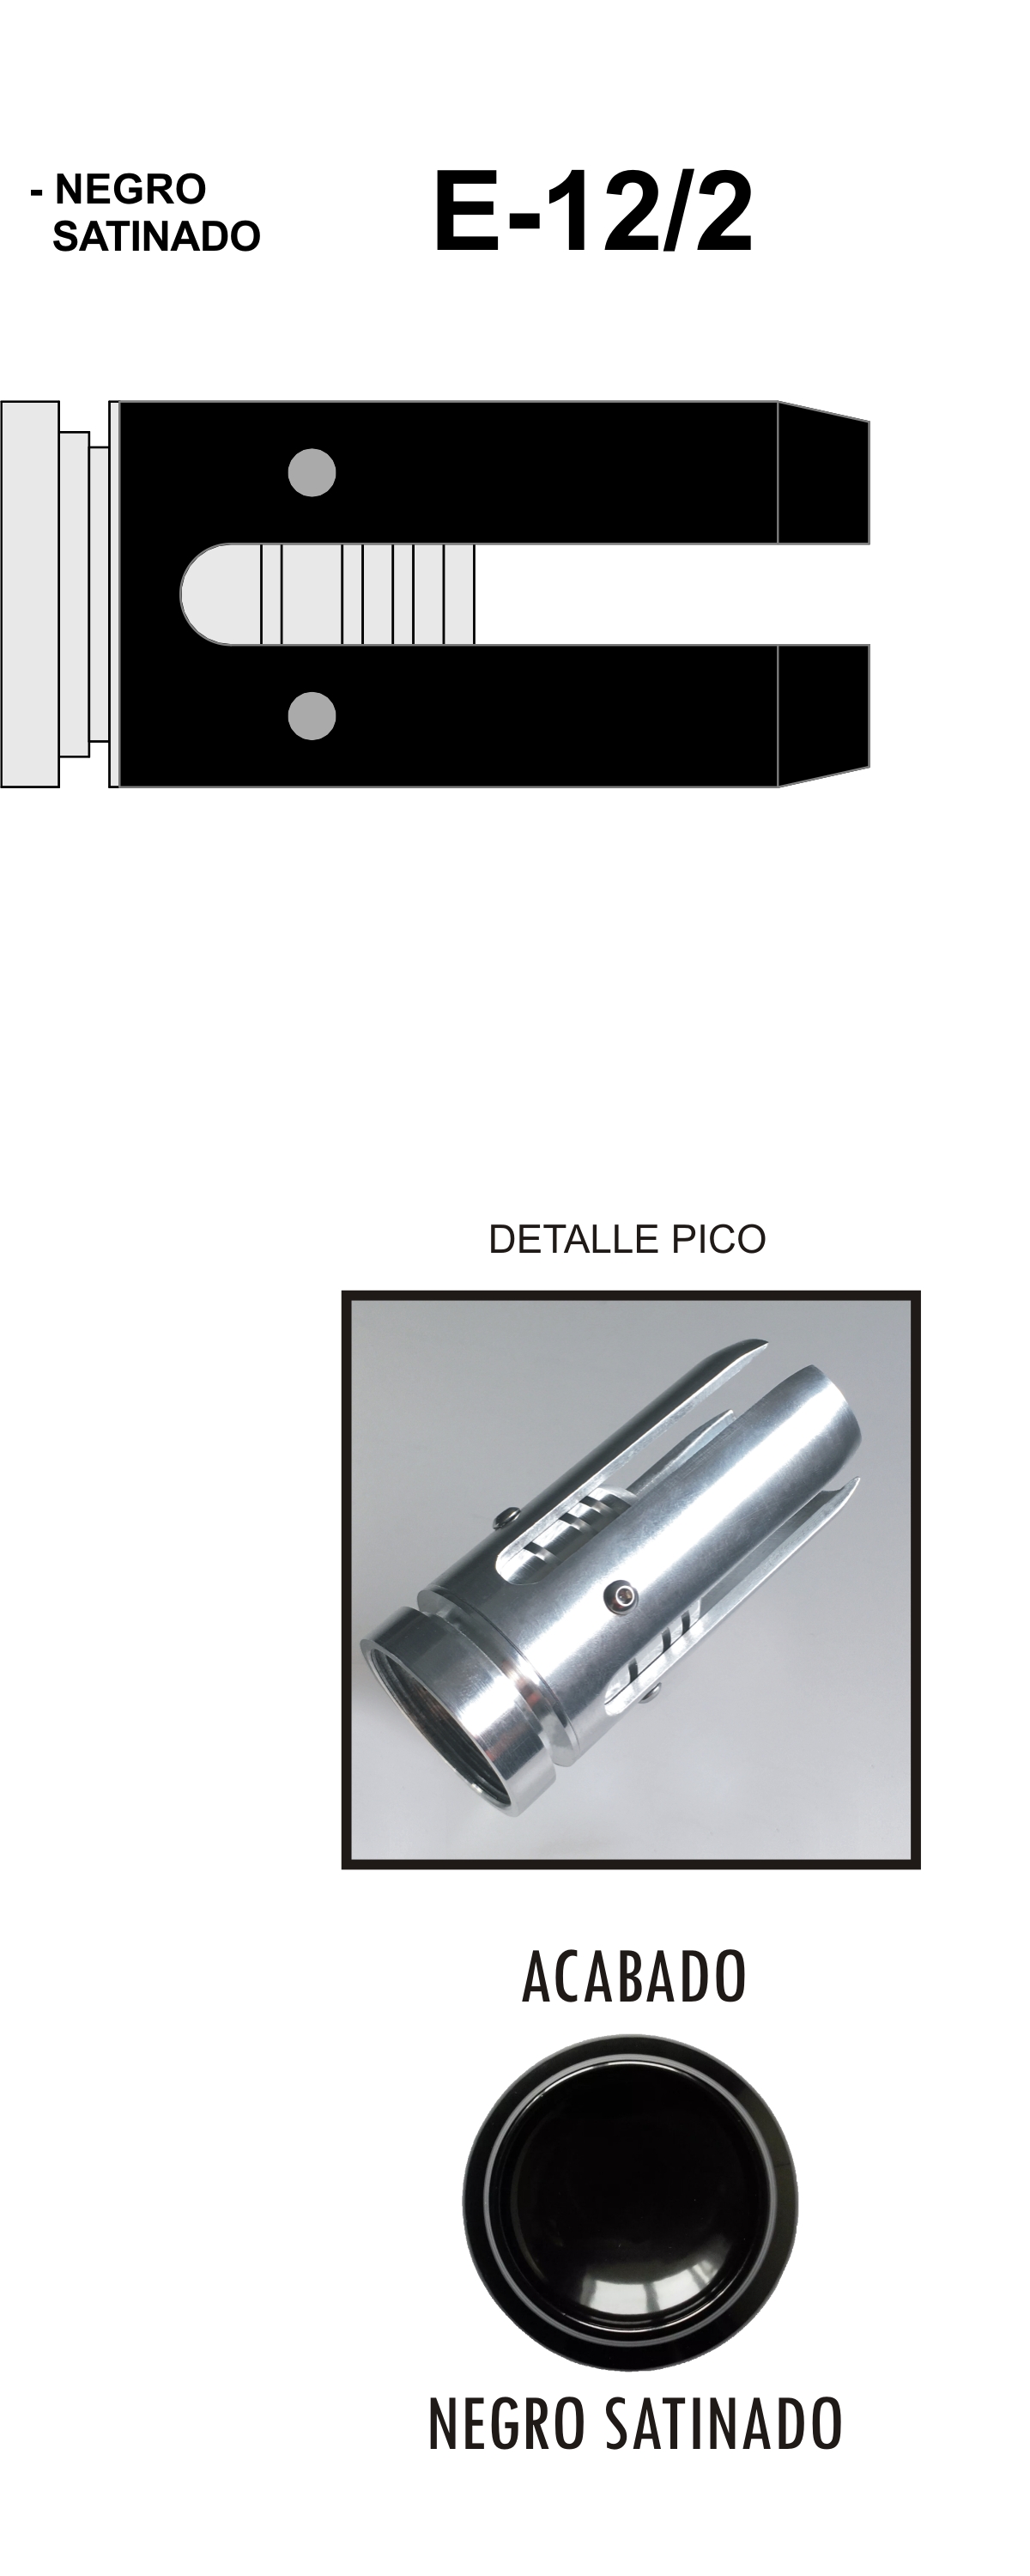 - NEGRO
SATINADO
E-12/2
DETALLE PICO
ACABADO
NEGRO SATINADO